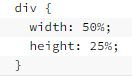 div {
  width: 50%;
  height: 25%;
}